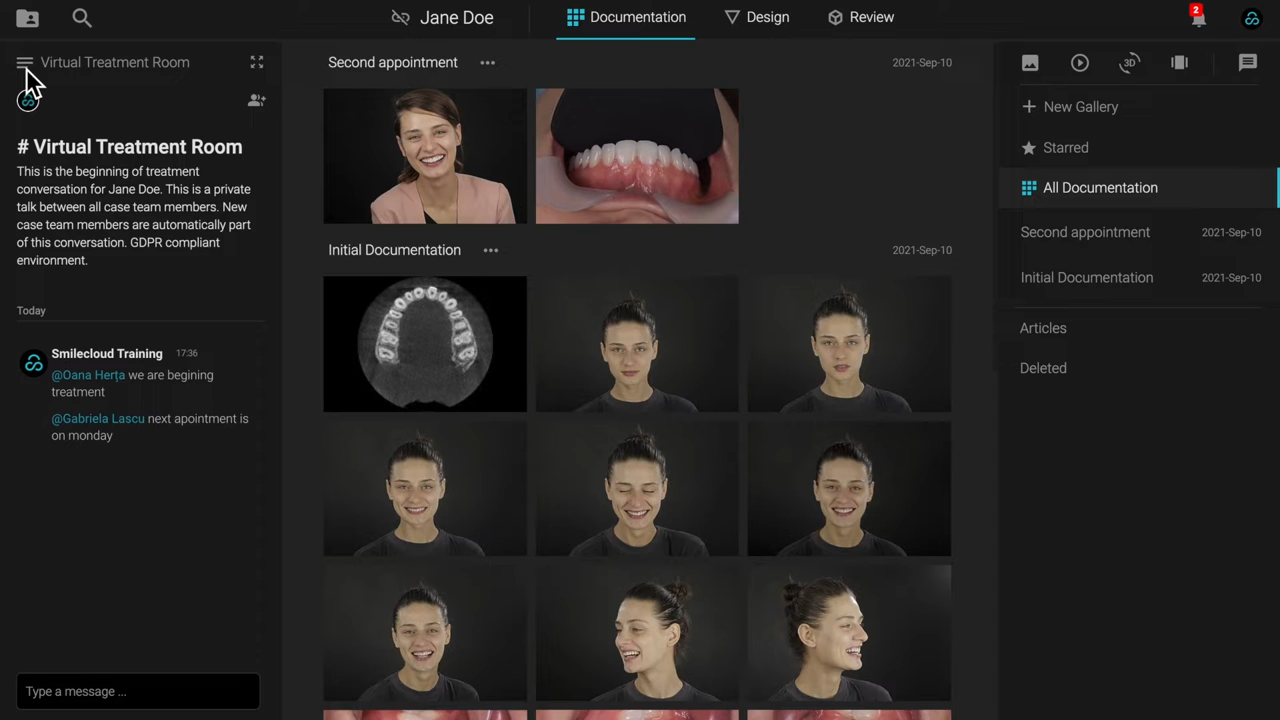 Jane Doe
Documentation
Design
Review
2
Virtual Treatment Room
# Virtual Treatment Room
This is the beginning of treatment
conversation for Jane Doe. This is a private
talk between all case team members. New
case team members are automatically part
of this conversation. GDPR compliant
environment.
Today
Smilecloud Training 17:36
@Oana Herța we are begining
treatment
@Gabriela Lascu next apointment is
on monday
Type a message ...
Second appointment
2021-Sep-10
Initial Documentation
2021-Sep-10
3D
New Gallery
Starred
All Documentation
Second appointment 2021-Sep-10
Initial Documentation 2021-Sep-10
Articles
Deleted